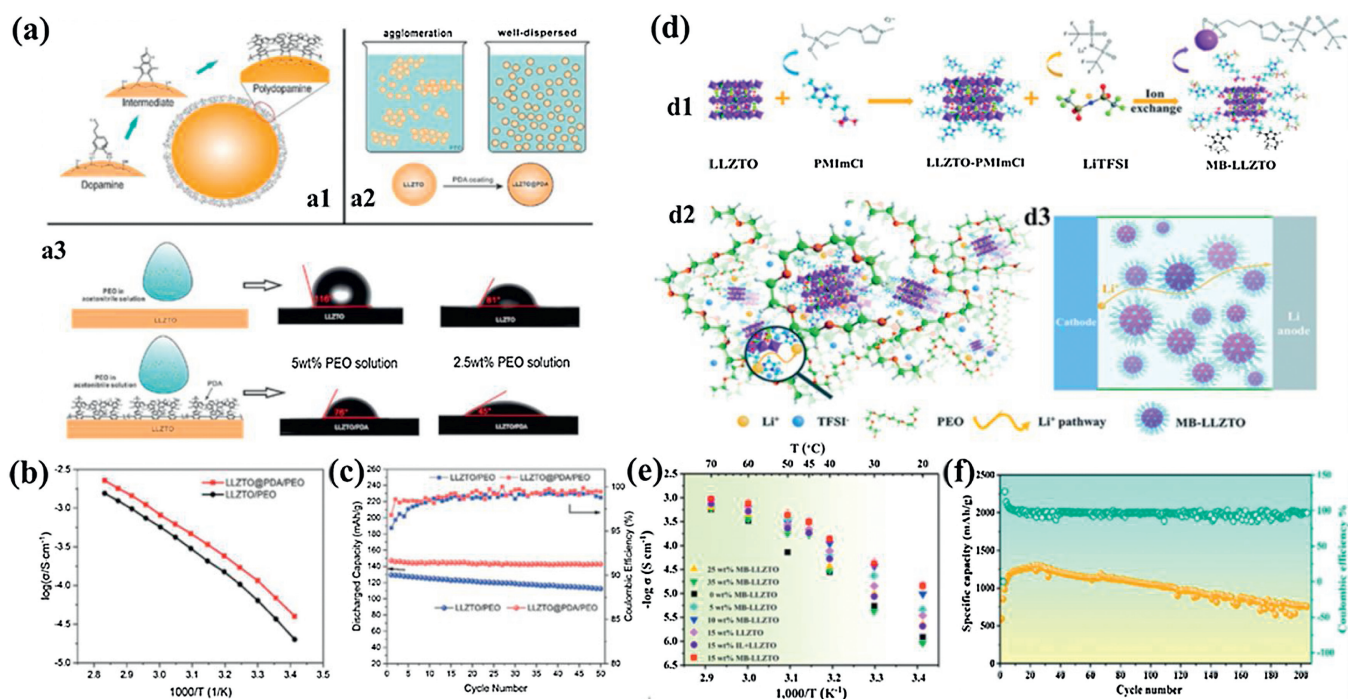 (a)
Intermediate
Polydopamine
Dopamine
a1
agglomeration
well-dispersed
LLZTO
PDA coating
LLZTO@PDA
a2
a3
PEO in
acetonitrile solution
LLZTO
116°
LLZTO
81°
LLZTO
5wt% PEO solution
2.5wt% PEO solution
PEO in
acetonitrile solution
PDA
LLZTO
76°
LLZTO/PDA
45°
LLZTO/PDA
(d)
d1
Ion
exchange
LLZTO
PMImCl
LLZTO-PMImCl
LiTFSI
MB-LLZTO
d2
d3
Li⁺
Cathode
Li
anode
Li⁺
TFSI⁻
PEO
Li⁺ pathway
MB-LLZTO
(b)
LLZTO@PDA/PEO
LLZTO/PEO
log(σ/S cm⁻¹)
-2.5
-3.0
-3.5
-4.0
-4.5
-5.0
2.8 2.9 3.0 3.1 3.2 3.3 3.4 3.5
1000/T (1/K)
(c)
LLZTO/PEO
LLZTO@PDA/PEO
LLZTO/PEO
LLZTO@PDA/PEO
Discharged Capacity (mAh/g)
260
240
220
200
180
160
140
120
100
80
60
40
20
0 10 20 30 40 50
Cycle Number
100
95
90
85
80
Coulombic Efficiency (%)
(e)
T (°C)
70 60 50 45 40 30 20
-log σ (S cm⁻¹)
2.5
3.0
3.5
4.0
4.5
5.0
5.5
6.0
6.5
25 wt% MB-LLZTO
35 wt% MB-LLZTO
0 wt% MB-LLZTO
5 wt% MB-LLZTO
10 wt% MB-LLZTO
15 wt% LLZTO
15 wt% IL+LLZTO
15 wt% MB-LLZTO
2.9 3.0 3.1 3.2 3.3 3.4
1,000/T (K⁻¹)
(f)
Specific capacity (mAh/g)
2500
2000
1500
1000
500
0
0 20 40 60 80 100 120 140 160 180 200
Cycle number
150
100
50
0
-50
-100
Coulombic efficiency %